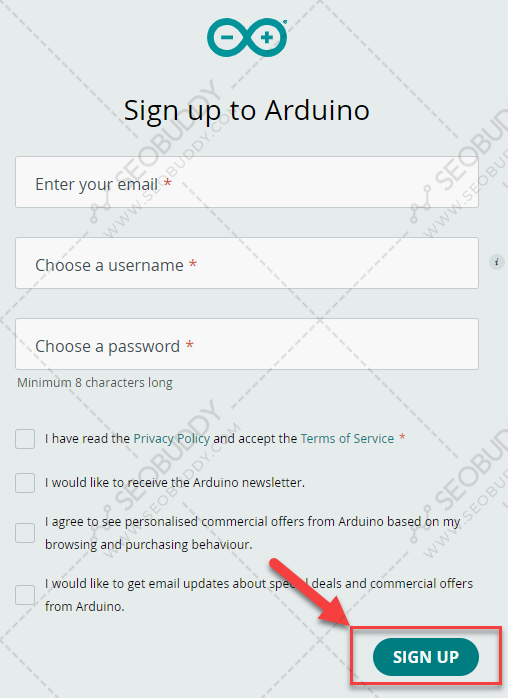 Sign up to Arduino
Enter your email *
Choose a username *
i
Choose a password *
Minimum 8 characters long
I have read the Privacy Policy and accept the Terms of Service *
I would like to receive the Arduino newsletter.
I agree to see personalised commercial offers from Arduino based on my
browsing and purchasing behaviour.
I would like to get email updates about special deals and commercial offers
from Arduino.
SIGN UP
SEOBUDDY
WWW.SEOBUDDY.COM